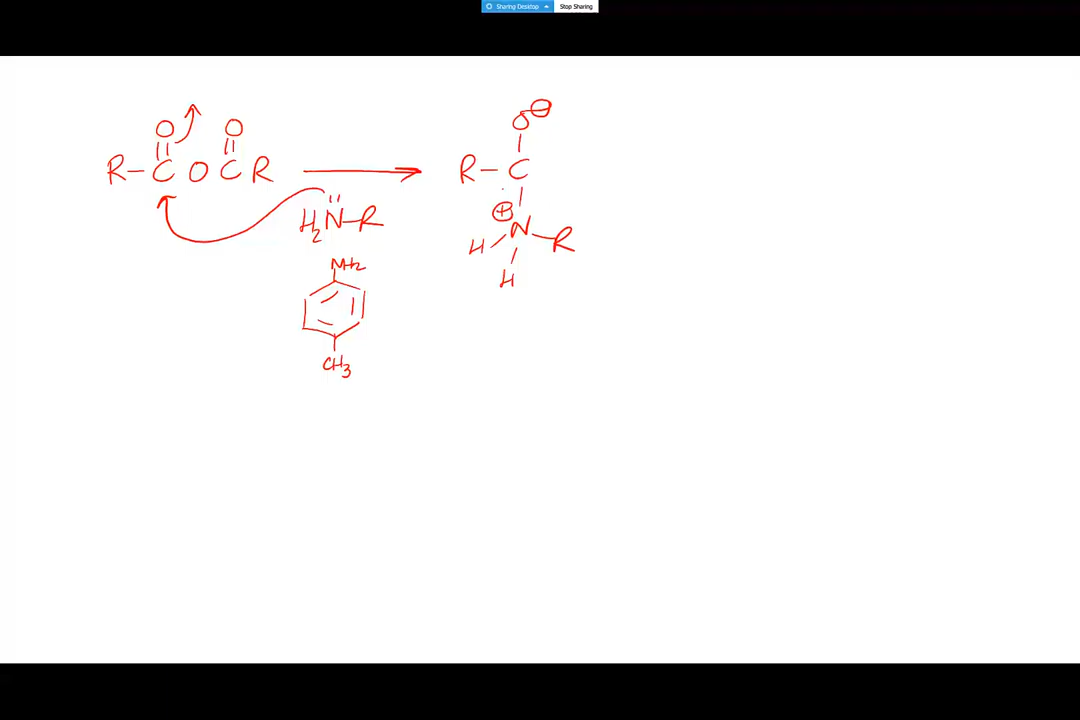 Sharing Desktop Stop Sharing
O O O ⊖
R-C O C R R-C
H2N-R ⊕ N-R
H
NH2 H
CH3